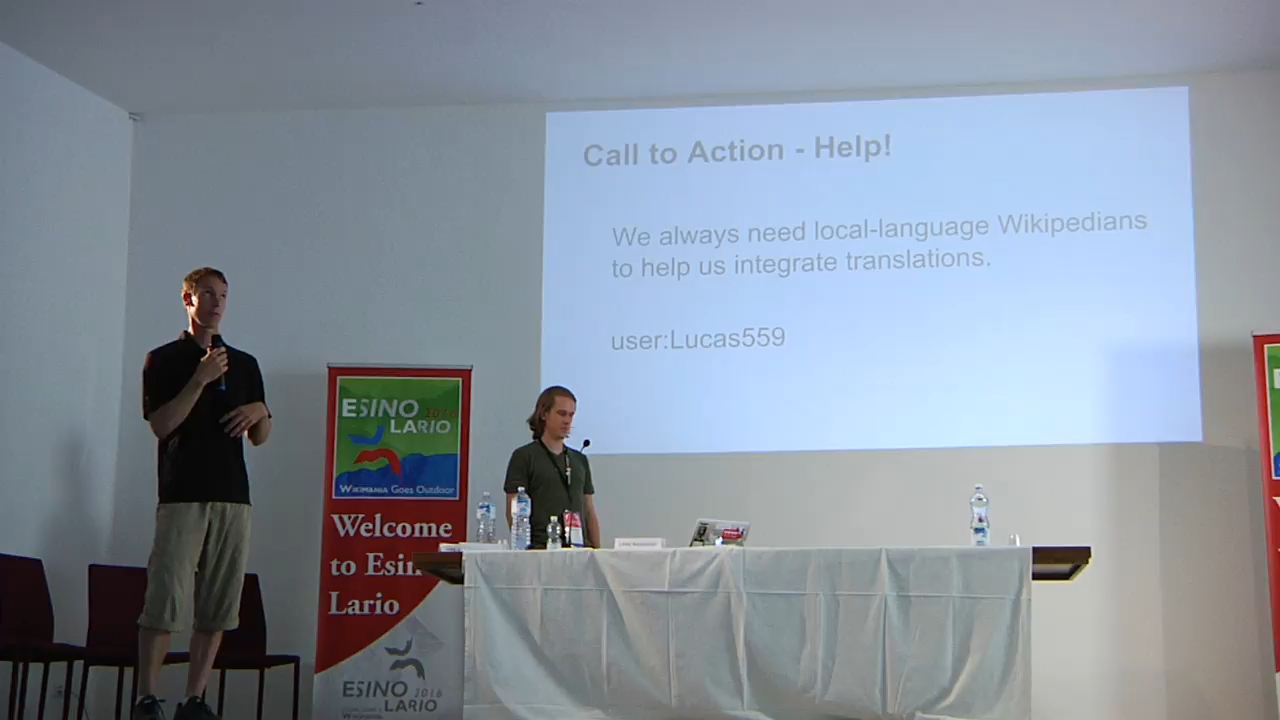 Call to Action - Help!
We always need local-language Wikipedians
to help us integrate translations.
user:Lucas559
ESINO 2016
LARIO
WIKIMANIA Goes Outdoor
Welcome
to Esin
Lario
ESINO 2016
LARIO
WIKIMANIA